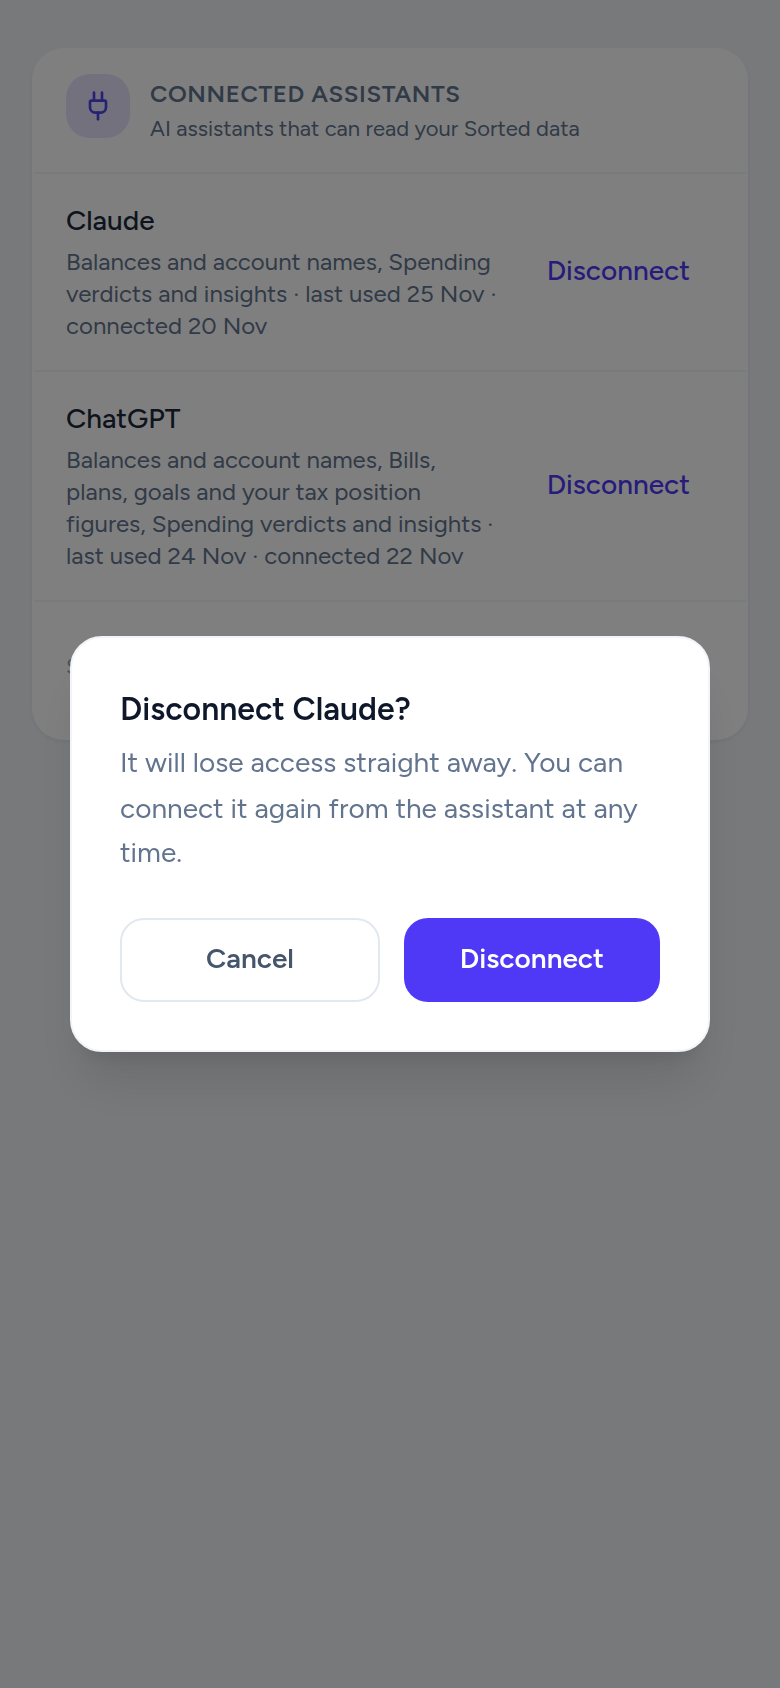 CONNECTED ASSISTANTS
AI assistants that can read your Sorted data
Claude
Balances and account names, Spending
verdicts and insights · last used 25 Nov ·
connected 20 Nov
Disconnect
ChatGPT
Balances and account names, Bills,
plans, goals and your tax position
figures, Spending verdicts and insights ·
last used 24 Nov · connected 22 Nov
Disconnect
Disconnect Claude?
It will lose access straight away. You can
connect it again from the assistant at any
time.
Cancel
Disconnect